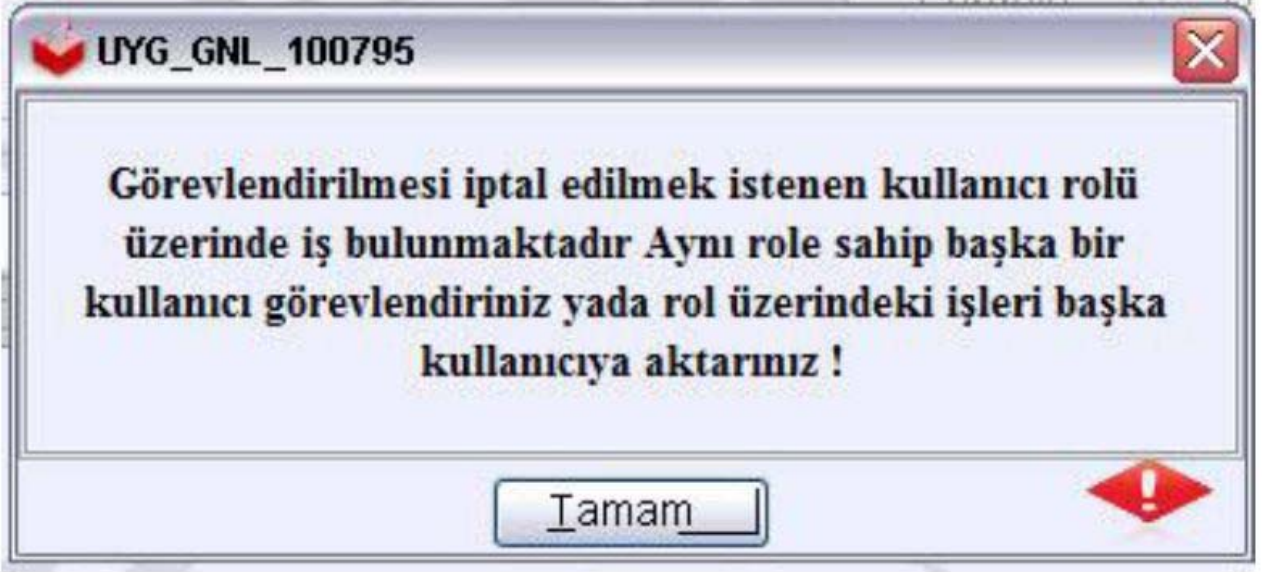 UYG_GNL_100795
Görevlendirilmesi iptal edilmek istenen kullanıcı rolü
üzerinde iş bulunmaktadır Aynı role sahip başka bir
kullanıcı görevlendiriniz yada rol üzerindeki işleri başka
kullanıcıya aktarınız !
Tamam